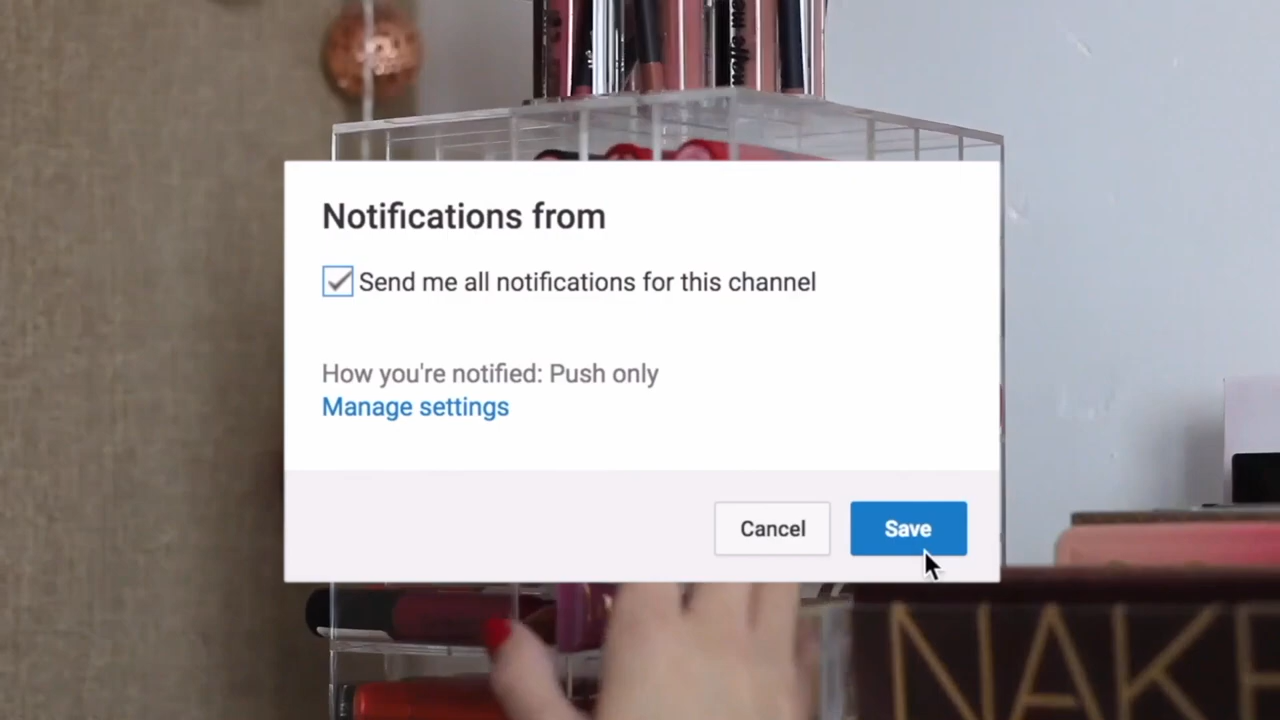 Notifications from
Send me all notifications for this channel
How you're notified: Push only
Manage settings
Cancel
Save
NAKE